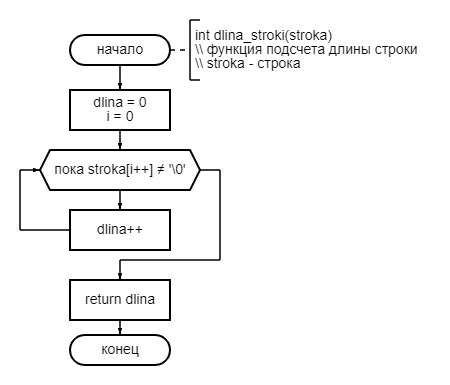 начало
int dlina_stroki(stroka)
\\ функция подсчета длины строки
\\ stroka - строка
dlina = 0
i = 0
пока stroka[i++] ≠ '\0'
dlina++
return dlina
конец